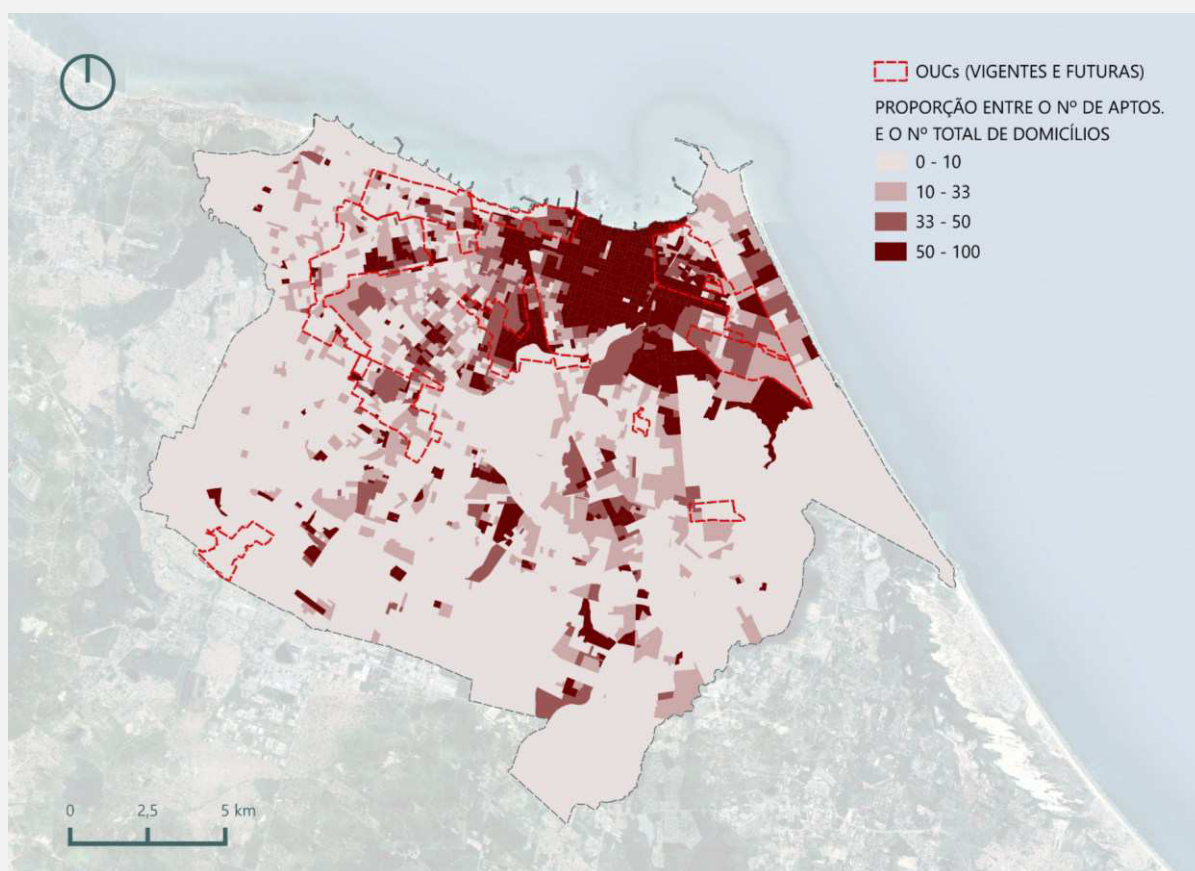 OUCs (VIGENTES E FUTURAS)
PROPORÇÃO ENTRE O Nº DE APTOS.
E O Nº TOTAL DE DOMICÍLIOS
0 - 10
10 - 33
33 - 50
50 - 100
0 2,5 5 km